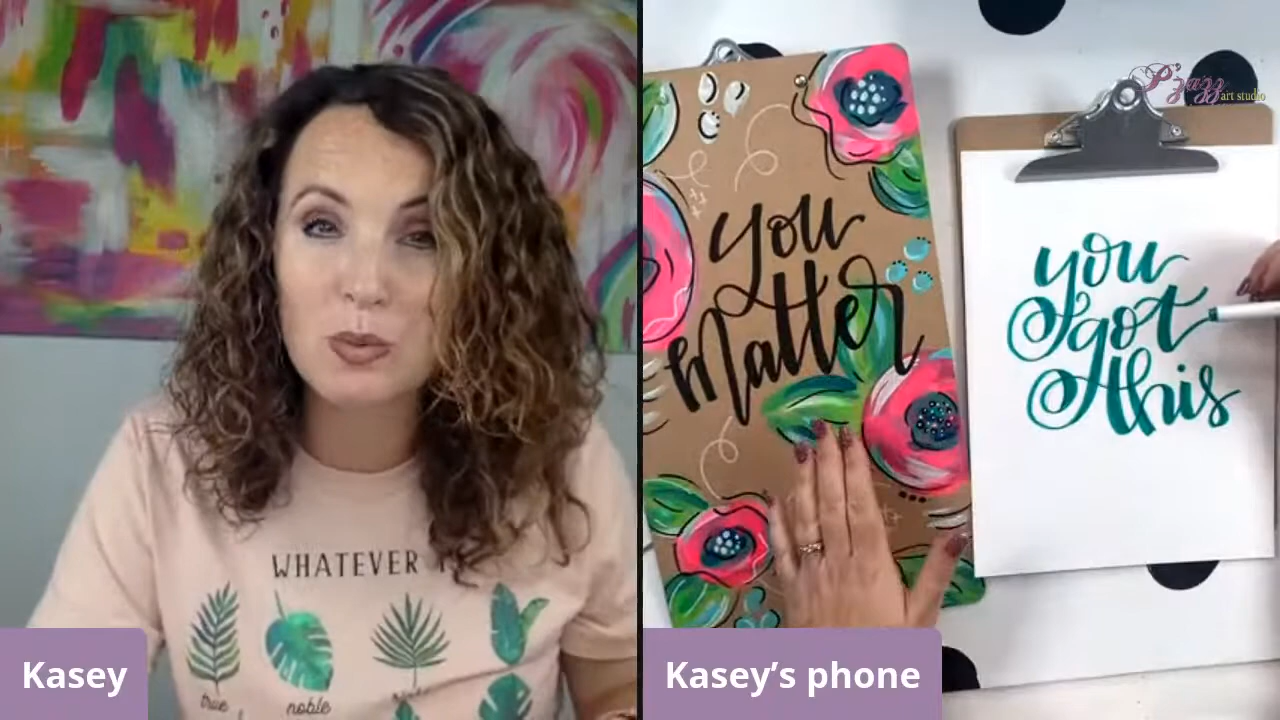 WHATEVER
true
noble
Kasey
you
Matter
P'zazz
art studio
you
got
this
Kasey's phone